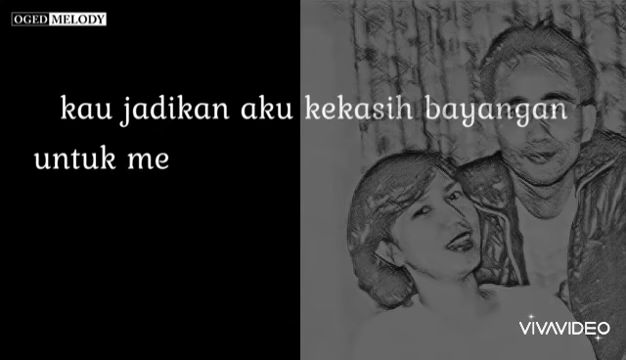 OGED MELODY
kau jadikan aku kekasih bayangan
untuk me
VIVAVIDEO